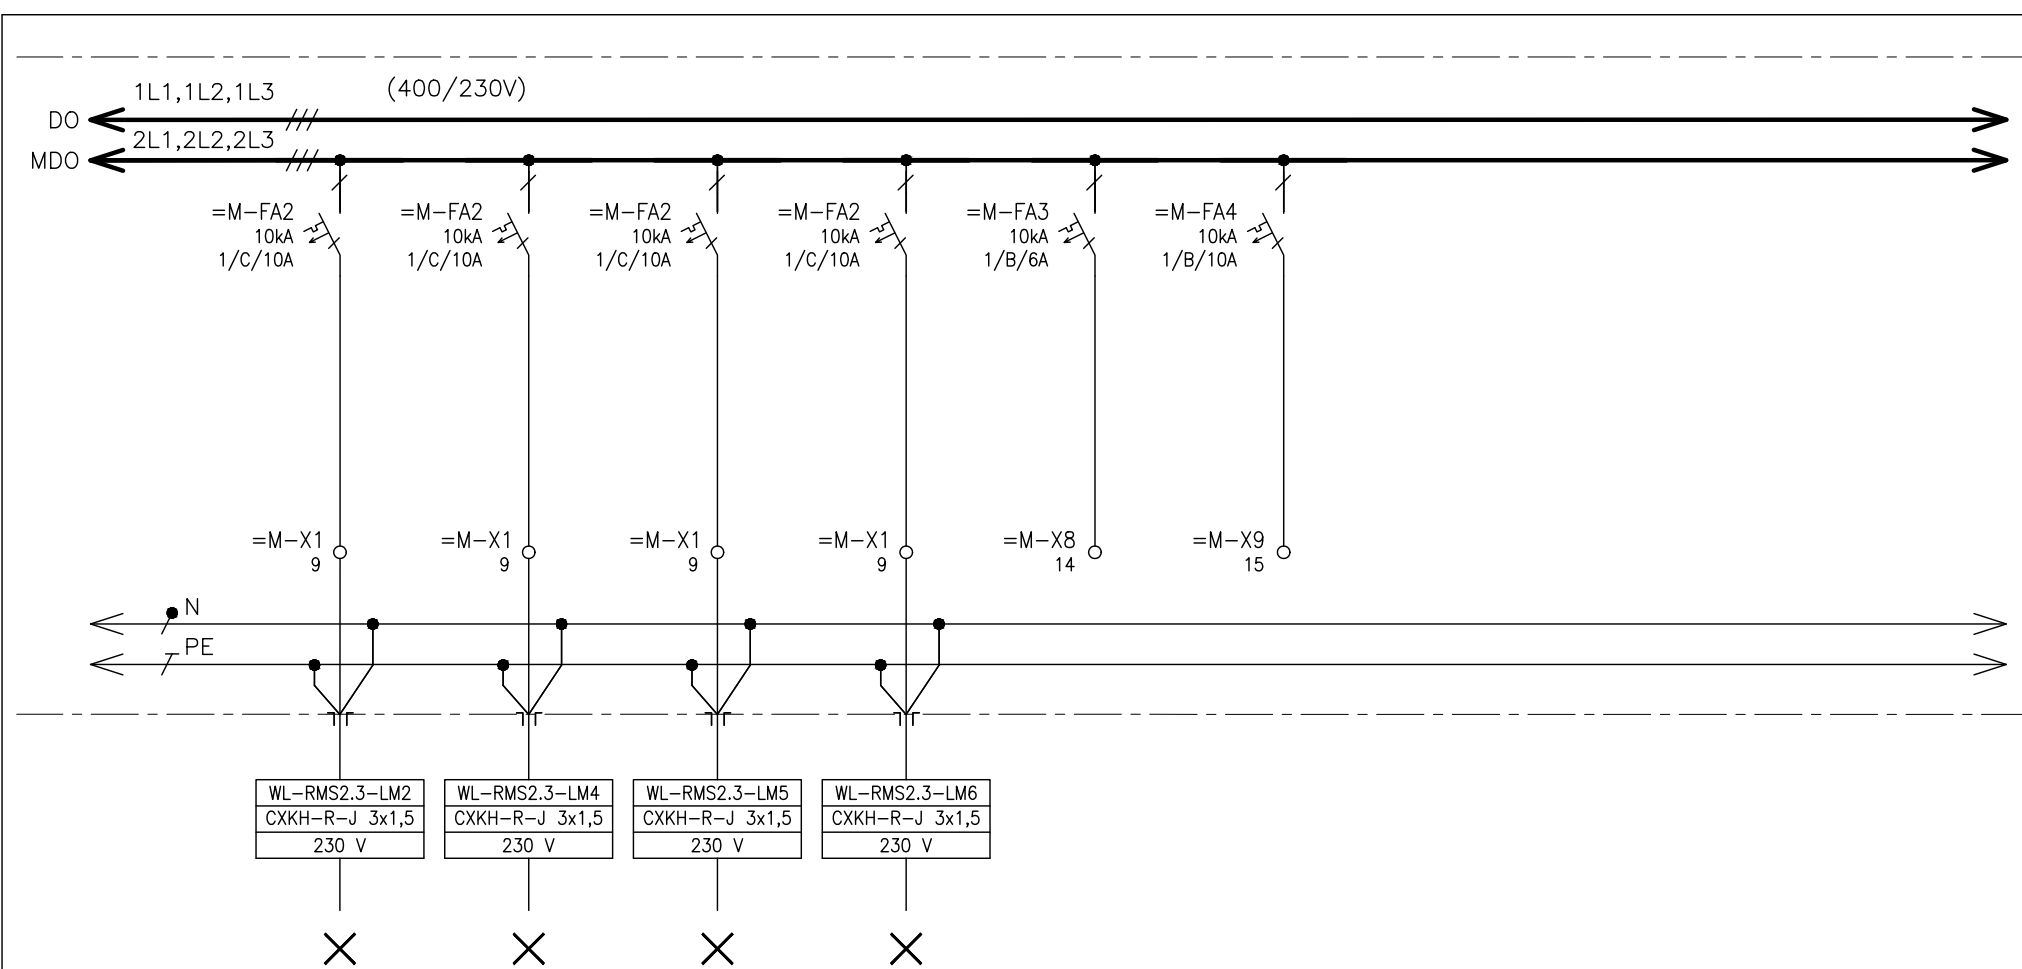 1L1,1L2,1L3 (400/230V)
DO
2L1,2L2,2L3
MDO
=M-FA2 =M-FA2 =M-FA2 =M-FA2 =M-FA3 =M-FA4
10kA 10kA 10kA 10kA 10kA 10kA
1/C/10A 1/C/10A 1/C/10A 1/C/10A 1/B/6A 1/B/10A
=M-X1 =M-X1 =M-X1 =M-X1 =M-X8 =M-X9
9 9 9 9 14 15
N
PE
WL-RMS2.3-LM2 WL-RMS2.3-LM4 WL-RMS2.3-LM5 WL-RMS2.3-LM6
CXKH-R-J 3x1,5 CXKH-R-J 3x1,5 CXKH-R-J 3x1,5 CXKH-R-J 3x1,5
230 V 230 V 230 V 230 V